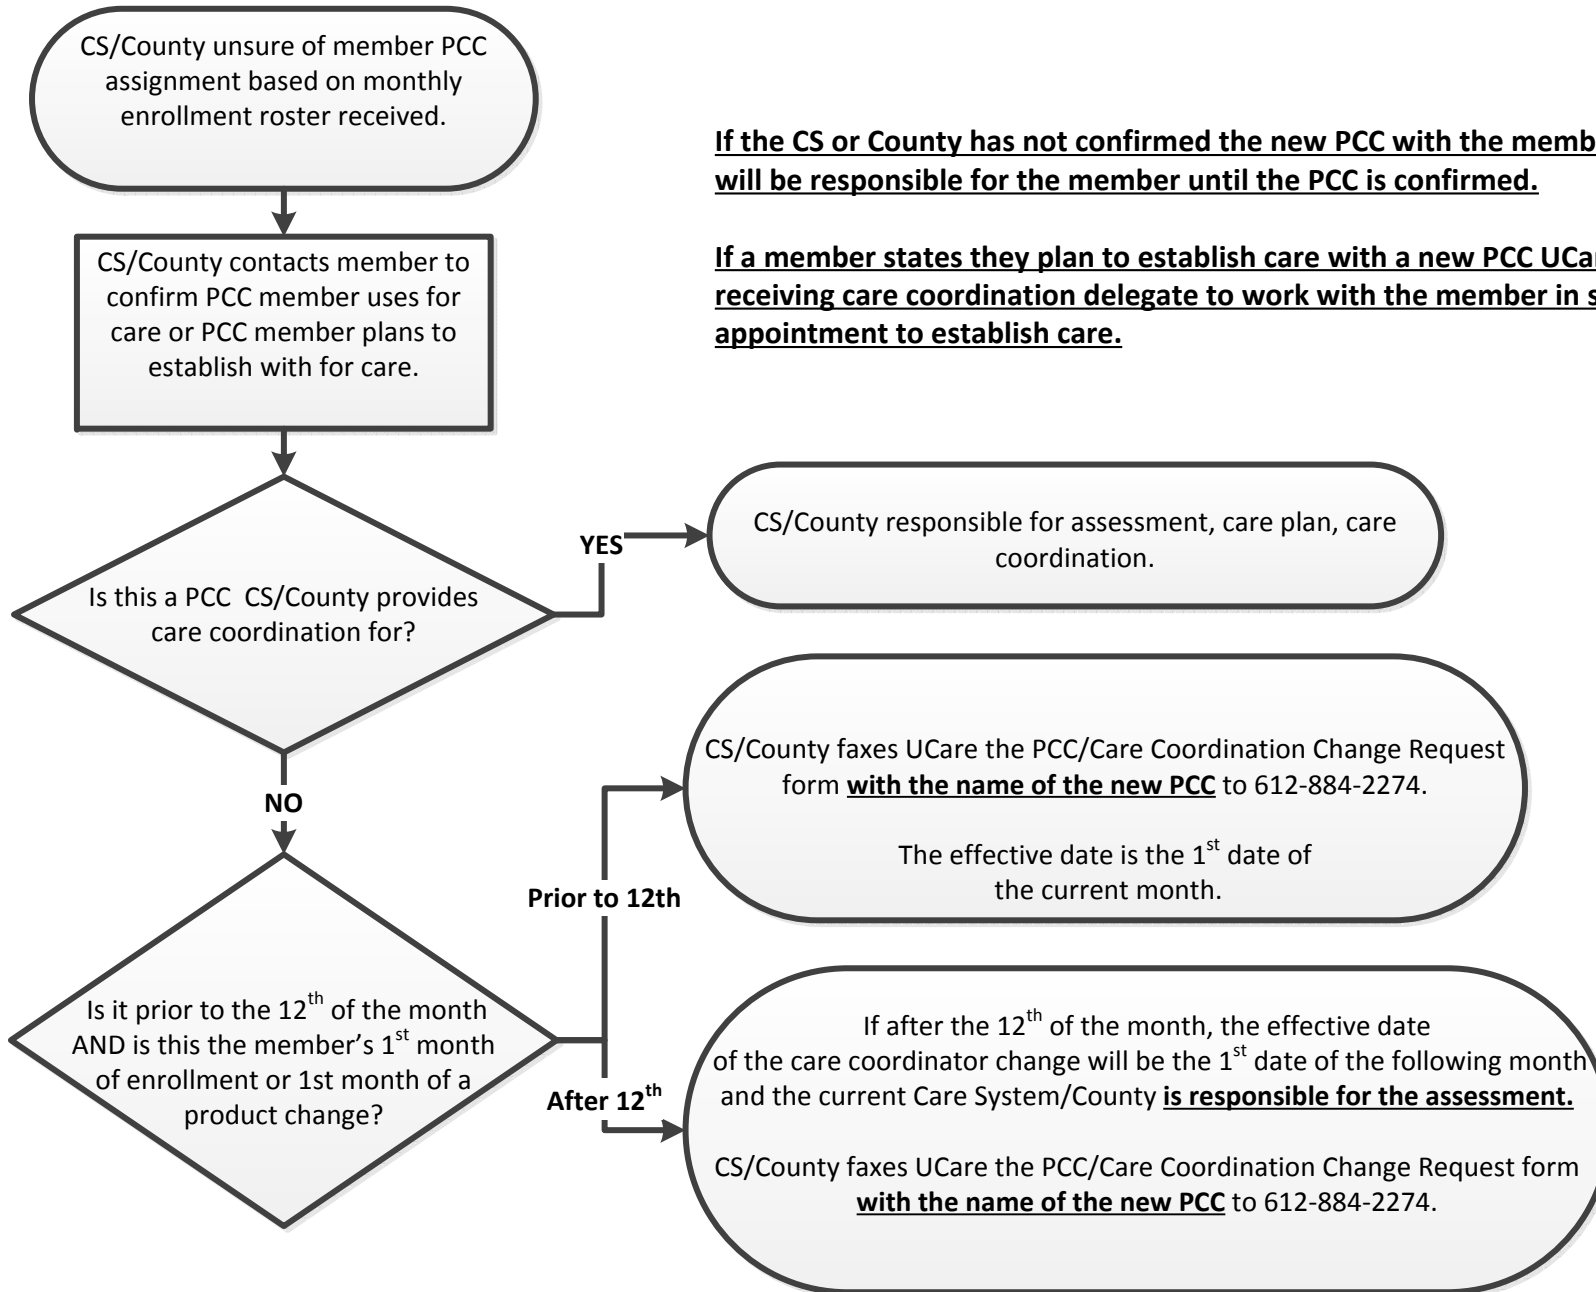 CS/County unsure of member PCC
assignment based on monthly
enrollment roster received.
If the CS or County has not confirmed the new PCC with the
will be responsible for the member until the PCC is confirmed.
If a member states they plan to establish care with a new PCC
receiving care coordination delegate to work with the member in
appointment to establish care.
CS/County contacts member to
confirm PCC member uses for
care or PCC member plans to
establish with for care.
Is this a PCC CS/County provides
care coordination for?
YES
CS/County responsible for assessment, care plan, care
coordination.
NO
Is it prior to the 12th of the month
AND is this the member’s 1st month
of enrollment or 1st month of a
product change?
Prior to 12th
CS/County faxes UCare the PCC/Care Coordination Change Request
form with the name of the new PCC to 612-884-2274.
The effective date is the 1st date of
the current month.
After 12th
If after the 12th of the month, the effective date
of the care coordinator change will be the 1st date of the following month
and the current Care System/County is responsible for the assessment.
CS/County faxes UCare the PCC/Care Coordination Change Request form
with the name of the new PCC to 612-884-2274.